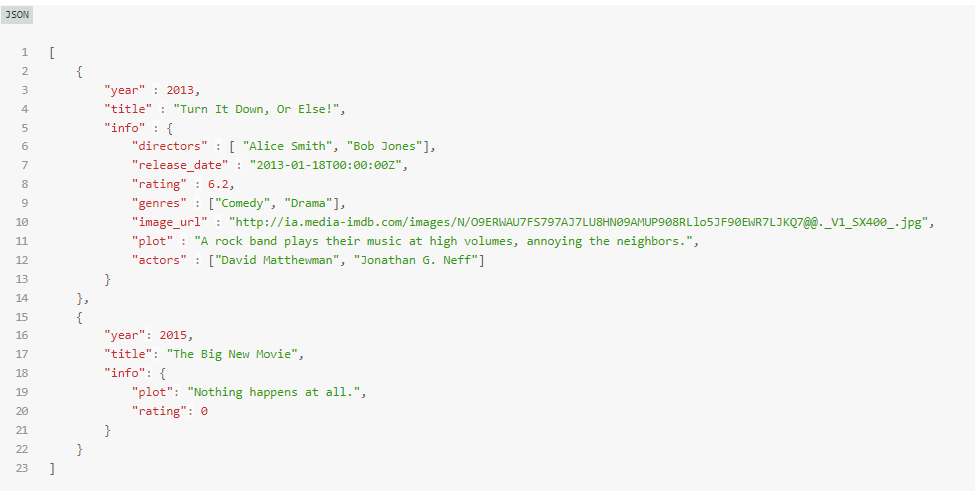 JSON
1 [
2     {
3         "year" : 2013,
4         "title" : "Turn It Down, Or Else!",
5         "info" : {
6             "directors" : [ "Alice Smith", "Bob Jones"],
7             "release_date" : "2013-01-18T00:00:00Z",
8             "rating" : 6.2,
9             "genres" : ["Comedy", "Drama"],
10             "image_url" : "http://ia.media-imdb.com/images/N/O9ERWAU7FS797AJ7LU8HN09AMUP908RLlo5JF90EWR7LJKQ7@@._V1_SX400_.jpg",
11             "plot" : "A rock band plays their music at high volumes, annoying the neighbors.",
12             "actors" : ["David Matthewman", "Jonathan G. Neff"]
13         }
14     },
15     {
16         "year": 2015,
17         "title": "The Big New Movie",
18         "info": {
19             "plot": "Nothing happens at all.",
20             "rating": 0
21         }
22     }
23 ]